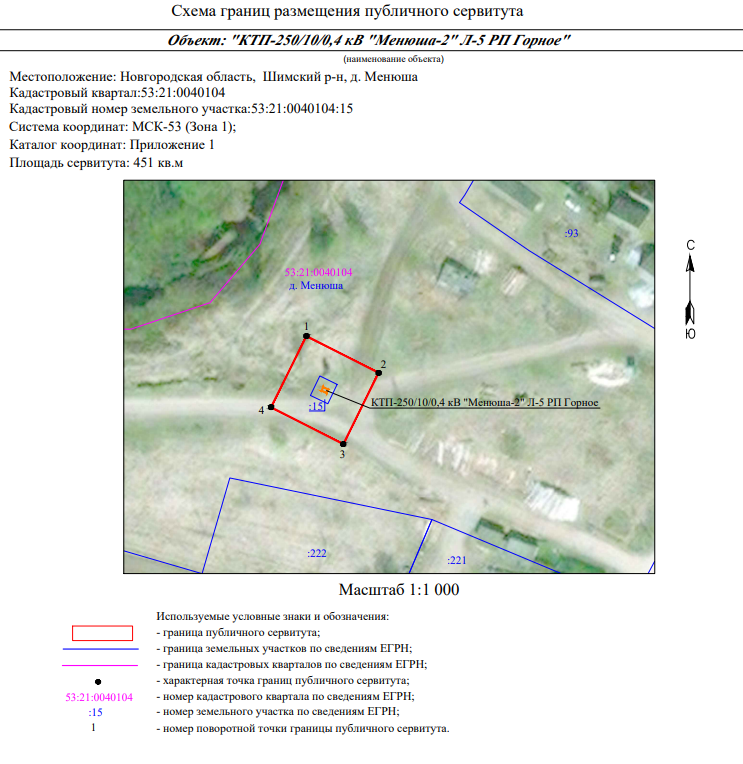 Схема границ размещения публичного сервитута
Объект: "КТП-250/10/0,4 кВ "Менюша-2" Л-5 РП Горное"
(наименование объекта)
Местоположение: Новгородская область, Шимский р-н, д. Менюша
Кадастровый квартал:53:21:0040104
Кадастровый номер земельного участка:53:21:0040104:15
Система координат: МСК-53 (Зона 1);
Каталог координат: Приложение 1
Площадь сервитута: 451 кв.м
:93
С
53:21:0040104
д. Менюша
Ю
1
2
КТП-250/10/0,4 кВ "Менюша-2" Л-5 РП Горное
:15
4
3
:222
:221
Масштаб 1:1 000
Используемые условные знаки и обозначения:
- граница публичного сервитута;
- граница земельных участков по сведениям ЕГРН;
- граница кадастровых кварталов по сведениям ЕГРН;
- характерная точка границ публичного сервитута;
53:21:0040104 - номер кадастрового квартала по сведениям ЕГРН;
:15 - номер земельного участка по сведениям ЕГРН;
1 - номер поворотной точки границы публичного сервитута.